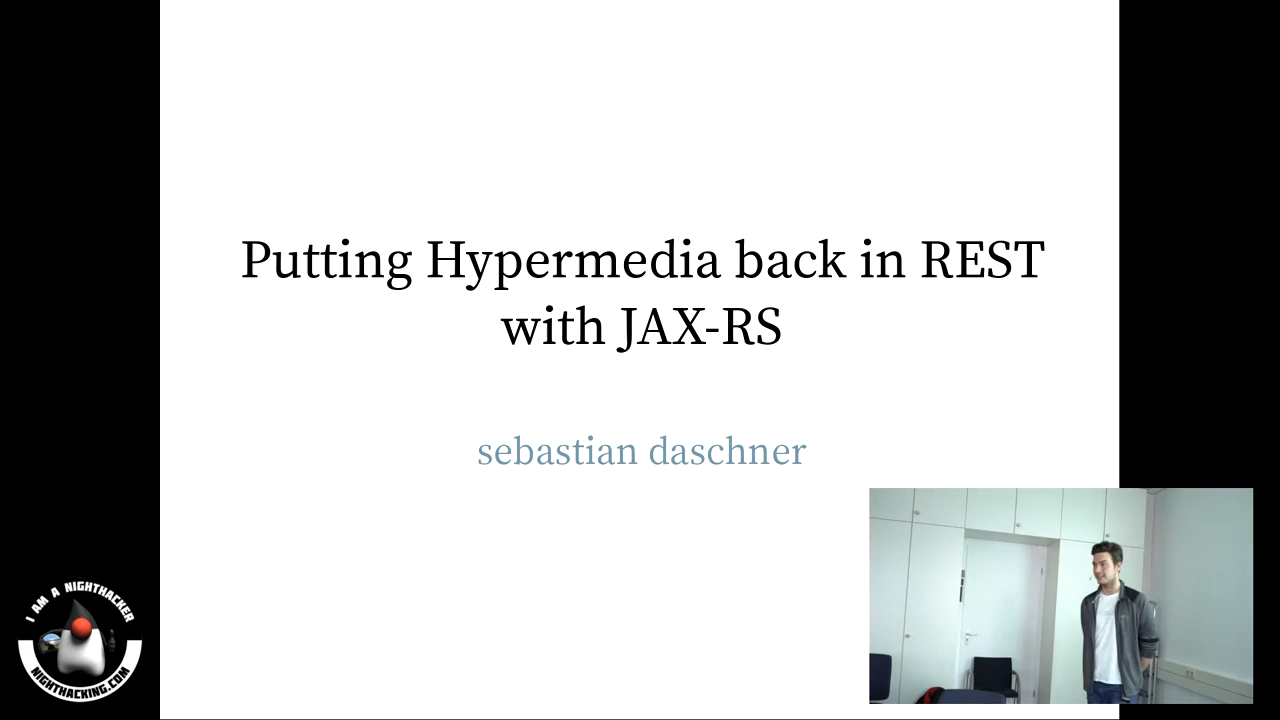 Putting Hypermedia back in REST
with JAX-RS
sebastian daschner
I AM A NIGHTHACKER
NIGHTHACKING.COM